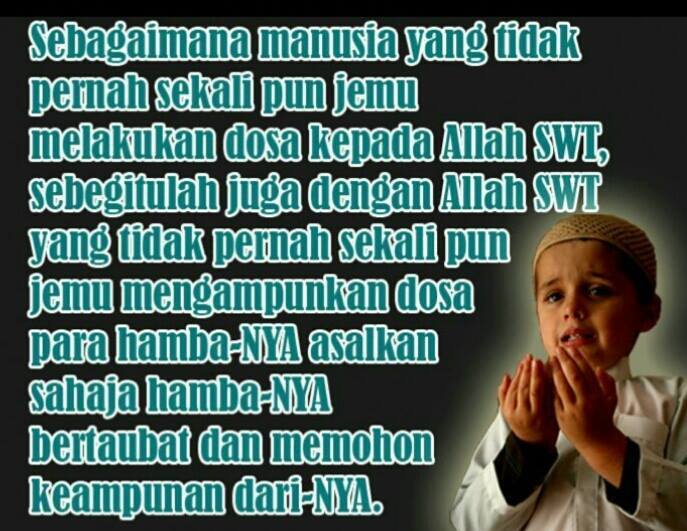 Sebagaimana manusia yang tidak
pernah sekali pun jemu
melakukan dosa kepada Allah SWT,
sebegitulah juga dengan Allah SWT
yang tidak pernah sekali pun
jemu mengampunkan dosa
para hamba-NYA asalkan
sahaja hamba-NYA
bertaubat dan memohon
keampunan dari-NYA.